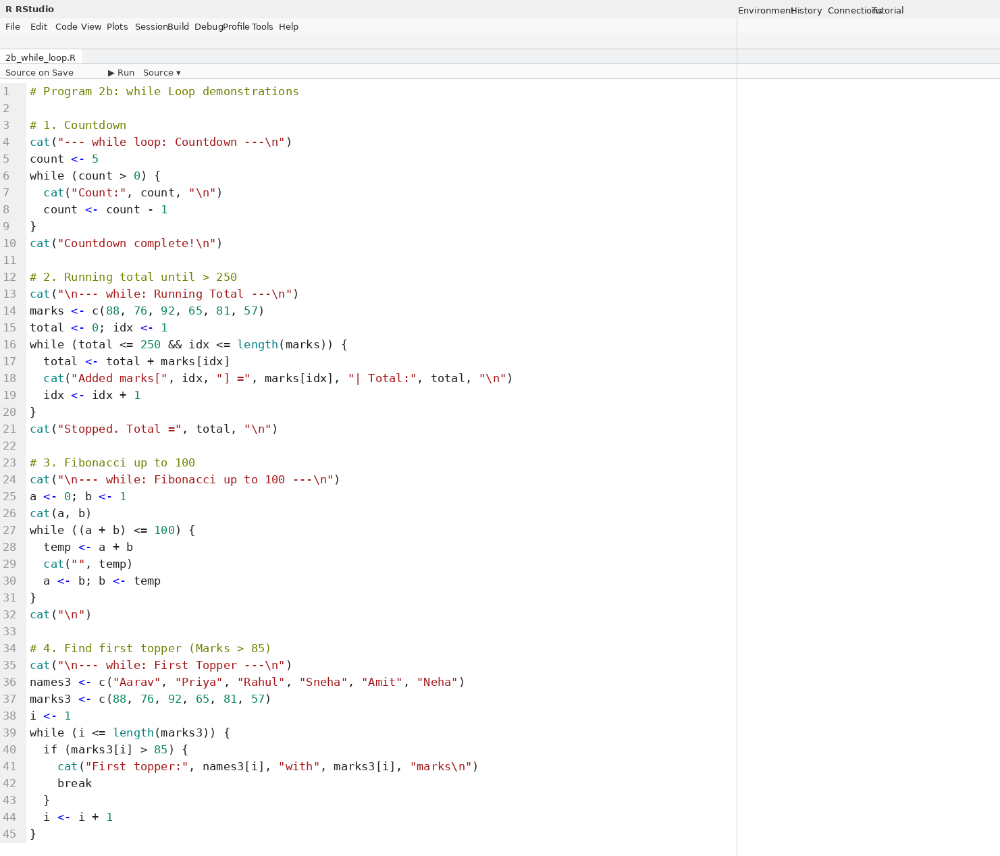 R RStudio
Environment History Connections Tutorial
File Edit Code View Plots Session Build Debug Profile Tools Help
2b_while_loop.R
Source on Save ▶ Run Source ▾
1 # Program 2b: while Loop demonstrations
2
3 # 1. Countdown
4 cat("--- while loop: Countdown ---\n")
5 count <- 5
6 while (count > 0) {
7   cat("Count:", count, "\n")
8   count <- count - 1
9 }
10 cat("Countdown complete!\n")
11
12 # 2. Running total until > 250
13 cat("\n--- while: Running Total ---\n")
14 marks <- c(88, 76, 92, 65, 81, 57)
15 total <- 0; idx <- 1
16 while (total <= 250 && idx <= length(marks)) {
17   total <- total + marks[idx]
18   cat("Added marks[", idx, "] =", marks[idx], "| Total:", total, "\n")
19   idx <- idx + 1
20 }
21 cat("Stopped. Total =", total, "\n")
22
23 # 3. Fibonacci up to 100
24 cat("\n--- while: Fibonacci up to 100 ---\n")
25 a <- 0; b <- 1
26 cat(a, b)
27 while ((a + b) <= 100) {
28   temp <- a + b
29   cat("", temp)
30   a <- b; b <- temp
31 }
32 cat("\n")
33
34 # 4. Find first topper (Marks > 85)
35 cat("\n--- while: First Topper ---\n")
36 names3 <- c("Aarav", "Priya", "Rahul", "Sneha", "Amit", "Neha")
37 marks3 <- c(88, 76, 92, 65, 81, 57)
38 i <- 1
39 while (i <= length(marks3)) {
40   if (marks3[i] > 85) {
41     cat("First topper:", names3[i], "with", marks3[i], "marks\n")
42     break
43   }
44   i <- i + 1
45 }